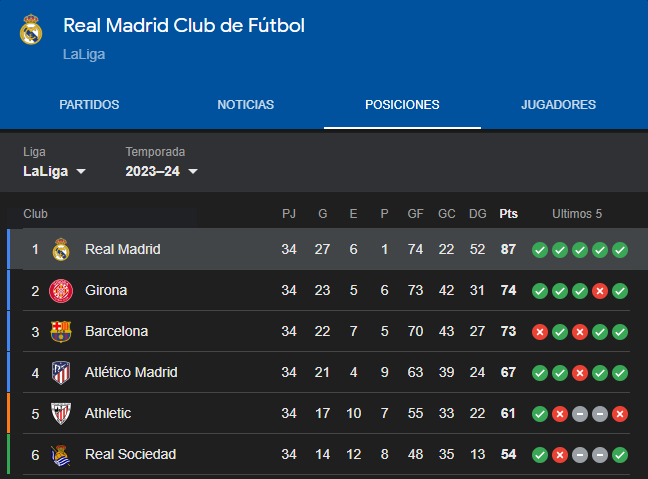 Real Madrid Club de Fútbol
LaLiga
PARTIDOS NOTICIAS POSICIONES JUGADORES
Liga Temporada
LaLiga 2023–24
Club PJ G E P GF GC DG Pts Ultimos 5
1 Real Madrid 34 27 6 1 74 22 52 87
2 Girona 34 23 5 6 73 42 31 74
3 Barcelona 34 22 7 5 70 43 27 73
4 Atlético Madrid 34 21 4 9 63 39 24 67
5 Athletic 34 17 10 7 55 33 22 61
6 Real Sociedad 34 14 12 8 48 35 13 54